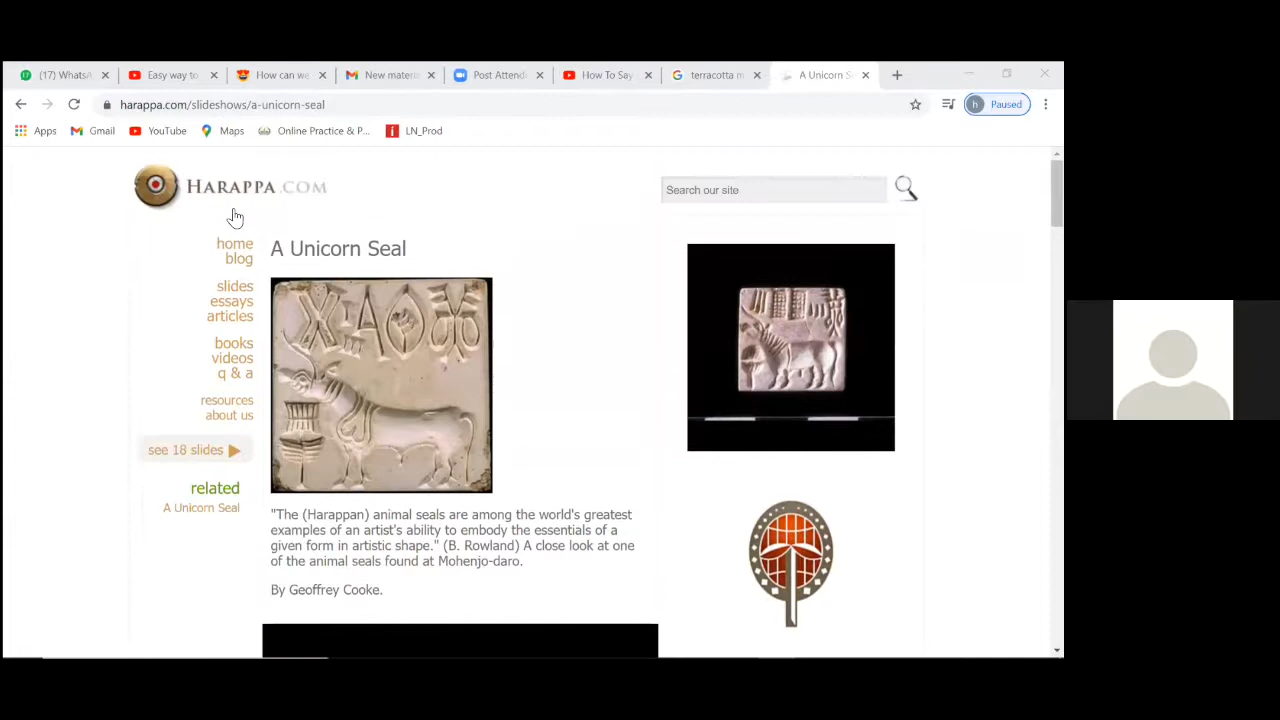 (17) WhatsA
Easy way to
How can we
New materi
Post Attend
How To Say
terracotta m
A Unicorn S
harappa.com/slideshows/a-unicorn-seal
h Paused
Apps
Gmail
YouTube
Maps
Online Practice & P...
LN_Prod
HARAPPA.COM
Search our site
home
blog
slides
essays
articles
books
videos
q & a
resources
about us
see 18 slides
related
A Unicorn Seal
A Unicorn Seal
"The (Harappan) animal seals are among the world's greatest
examples of an artist's ability to embody the essentials of a
given form in artistic shape." (B. Rowland) A close look at one
of the animal seals found at Mohenjo-daro.
By Geoffrey Cooke.